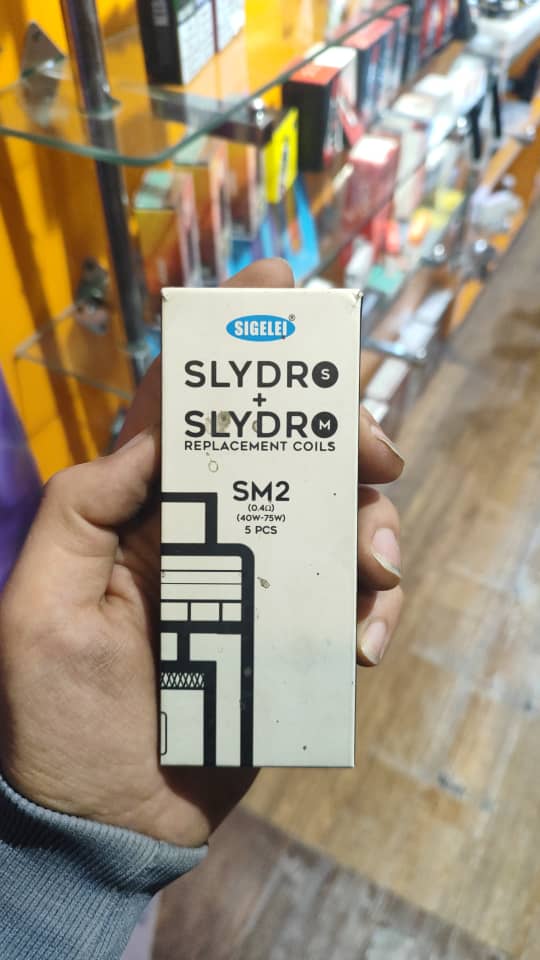 SIGELEI®
SLYDRO S
+
SLYDRO M
REPLACEMENT COILS
SM2
(0.4Ω)
(40W-75W)
5 PCS